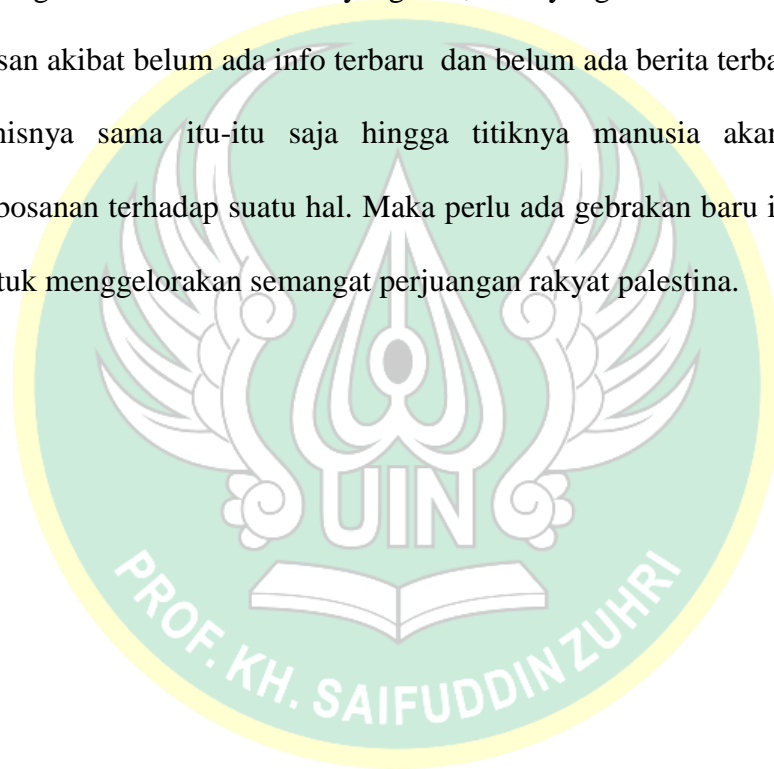 san akibat belum ada info terbaru dan belum ada berita terba
nisnya sama itu-itu saja hingga titiknya manusia akan
bosanan terhadap suatu hal. Maka perlu ada gebrakan baru i
tuk menggelorakan semangat perjuangan rakyat palestina.
UIN
PROF. KH. SAIFUDDIN ZUHRI